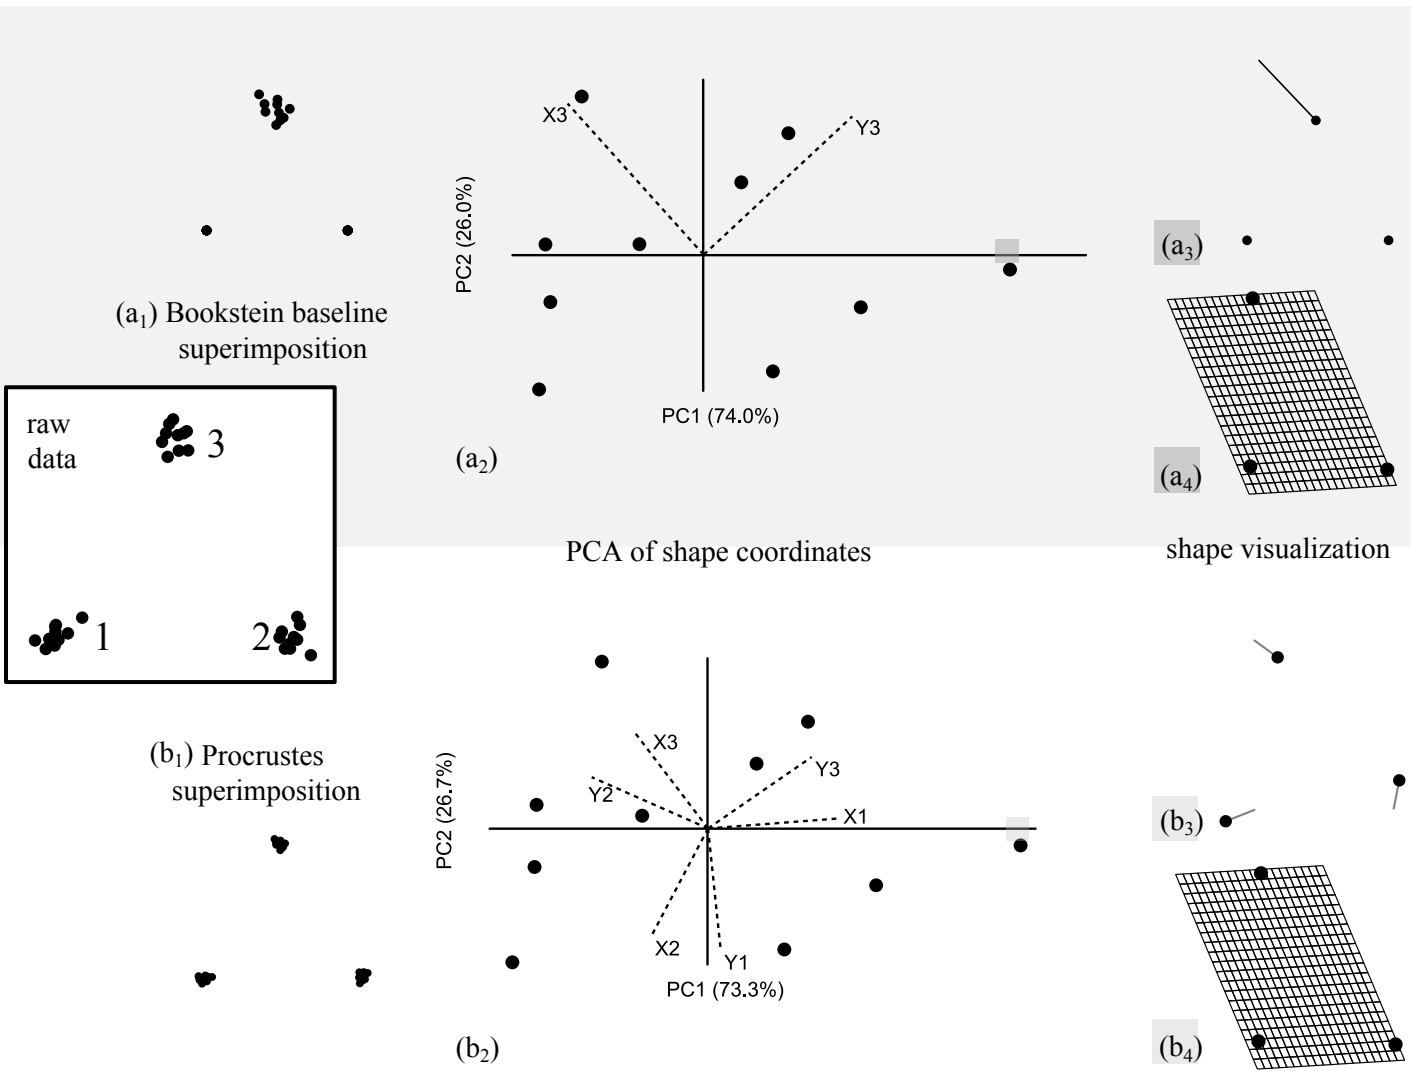 X3
Y3
PC2 (26.0%)
PC1 (74.0%)
(a3)
(a1) Bookstein baseline
superimposition
(a2)
(a4)
raw
data
3
1
2
PCA of shape coordinates
shape visualization
(b1) Procrustes
superimposition
X3
Y3
Y2
X1
X2
Y1
PC2 (26.7%)
PC1 (73.3%)
(b2)
(b3)
(b4)